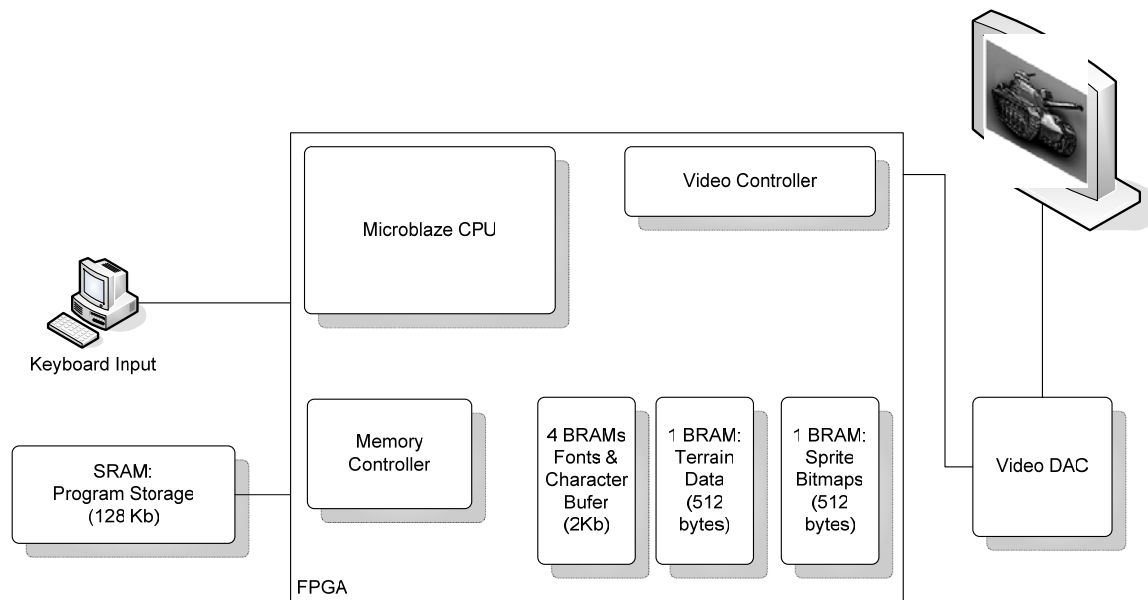 Microblaze CPU
Video Controller
Keyboard Input
Memory
Controller
SRAM:
Program Storage
(128 Kb)
4 BRAMs
Fonts &
Character
Bufer
(2Kb)
1 BRAM:
Terrain
Data
(512
bytes)
1 BRAM:
Sprite
Bitmaps
(512
bytes)
Video DAC
FPGA